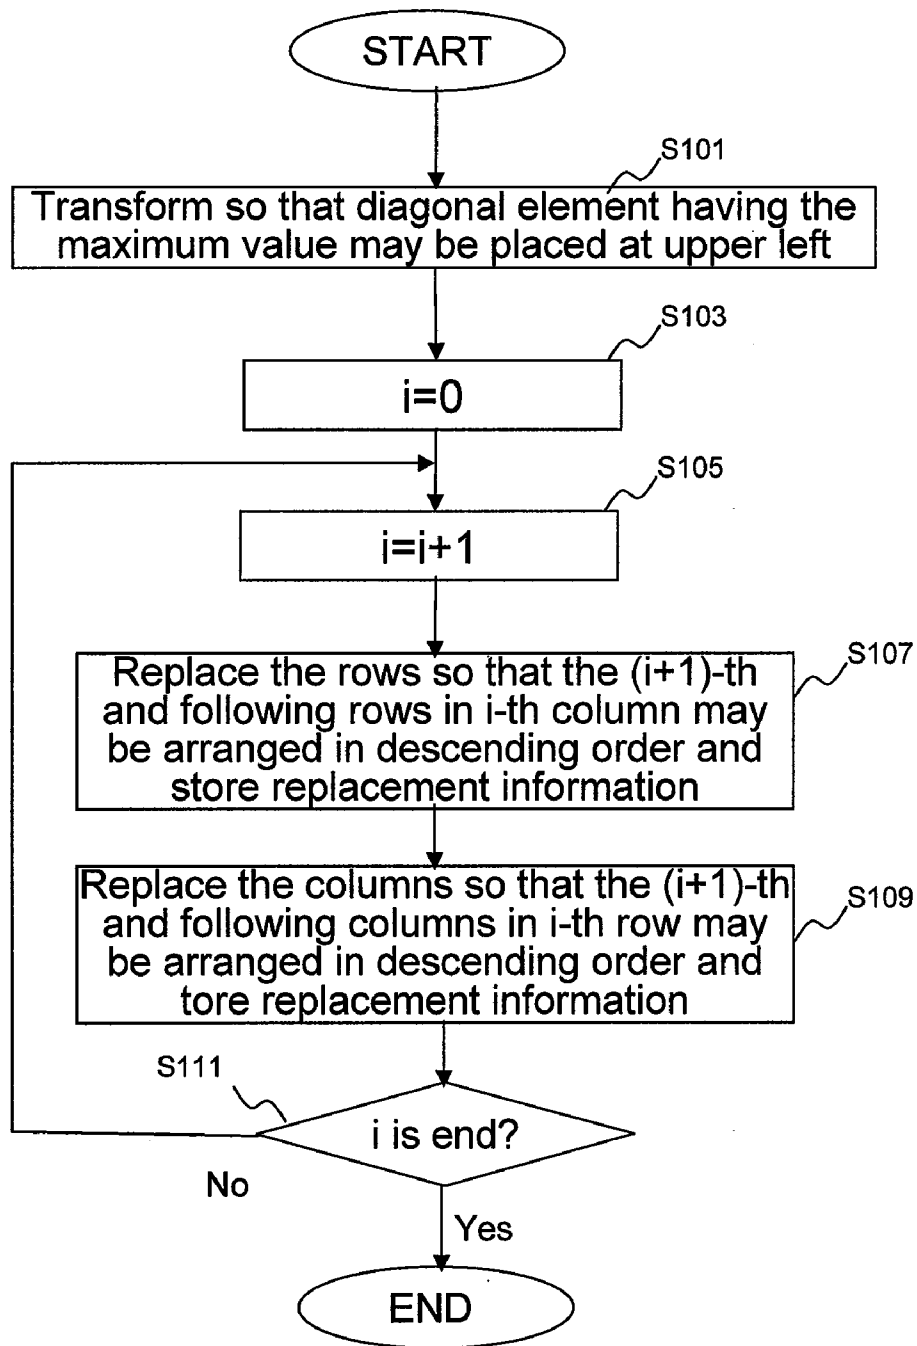 START
S101
Transform so that diagonal element having the
maximum value may be placed at upper left
S103
i=0
S105
i=i+1
S107
Replace the rows so that the (i+1)-th
and following rows in i-th column may
be arranged in descending order and
store replacement information
S109
Replace the columns so that the (i+1)-th
and following columns in i-th row may
be arranged in descending order and
tore replacement information
S111
i is end?
No
Yes
END